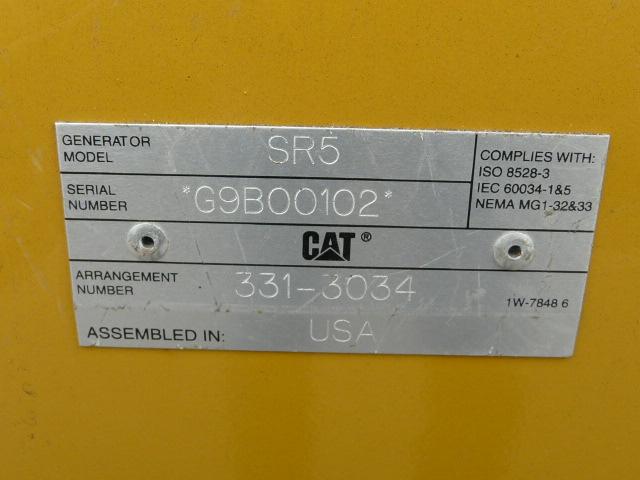 GENERATOR MODEL SR5
SERIAL NUMBER *G9B00102*
COMPLIES WITH:
ISO 8528-3
IEC 60034-1&5
NEMA MG1-32&33
CAT®
ARRANGEMENT NUMBER 331-3034
1W-7848 6
ASSEMBLED IN: USA